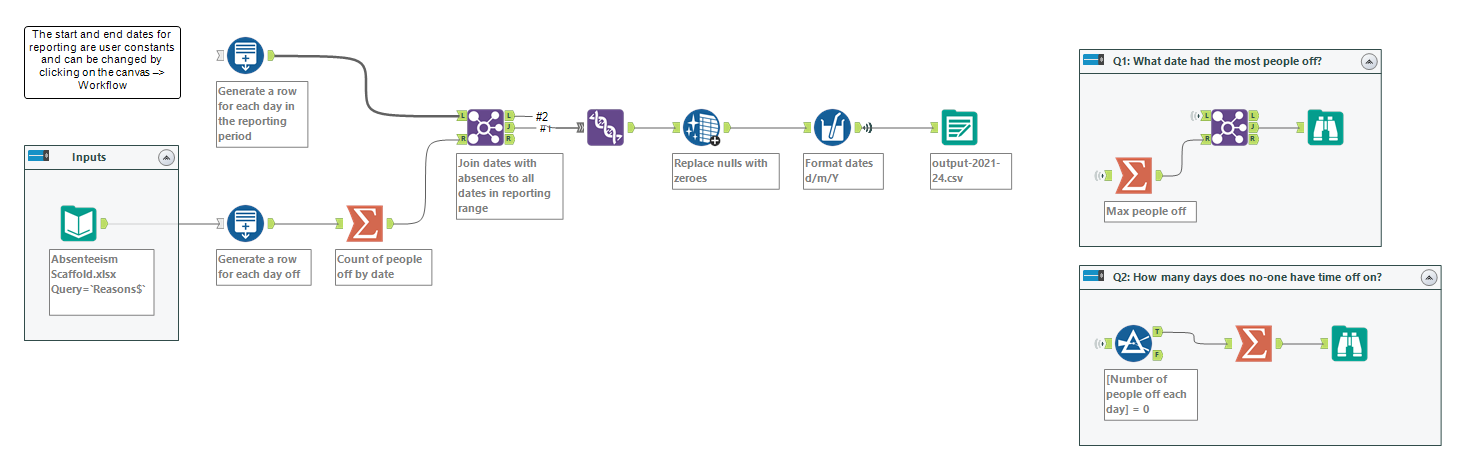 The start and end dates for
reporting are user constants
and can be changed by
clicking on the canvas -->
Workflow
Generate a row
for each day in
the reporting
period
Inputs
Absenteeism
Scaffold.xlsx
Query=`Reasons$`
Generate a row
for each day off
Count of people
off by date
L
R
L
J
R
#2
#1
Join dates with
absences to all
dates in reporting
range
Replace nulls with
zeroes
Format dates
d/m/Y
output-2021-
24.csv
Q1: What date had the most people off?
L
R
L
J
R
Max people off
Q2: How many days does no-one have time off on?
T
F
[Number of
people off each
day] = 0